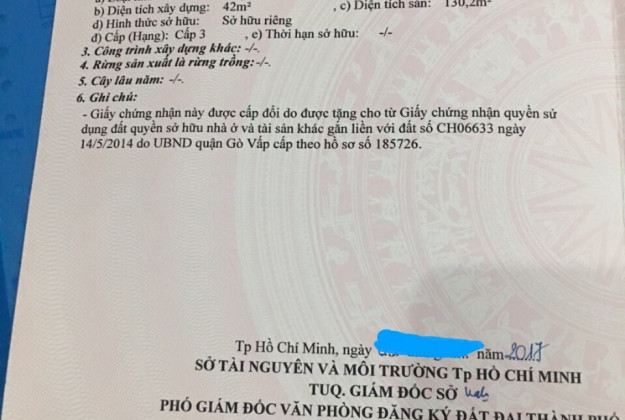 b) Diện tích xây dựng: 42m² , c) Diện tích sàn: 130,2m²
d) Hình thức sở hữu: Sở hữu riêng
đ) Cấp (Hạng): Cấp 3 , e) Thời hạn sở hữu: -/-
3. Công trình xây dựng khác: -/-.
4. Rừng sản xuất là rừng trồng:-/-.
5. Cây lâu năm: -/-.
6. Ghi chú:
- Giấy chứng nhận này được cấp đổi do được tặng cho từ Giấy chứng nhận quyền sử
dụng đất quyền sở hữu nhà ở và tài sản khác gắn liền với đất số CH06633 ngày
14/5/2014 do UBND quận Gò Vấp cấp theo hồ sơ số 185726.
Tp Hồ Chí Minh, ngày năm 2017
SỞ TÀI NGUYÊN VÀ MÔI TRƯỜNG Tp HỒ CHÍ MINH
TUQ. GIÁM ĐỐC SỞ
PHÓ GIÁM ĐỐC VĂN PHÒNG ĐĂNG KÝ ĐẤT ĐAI THÀNH PHỐ